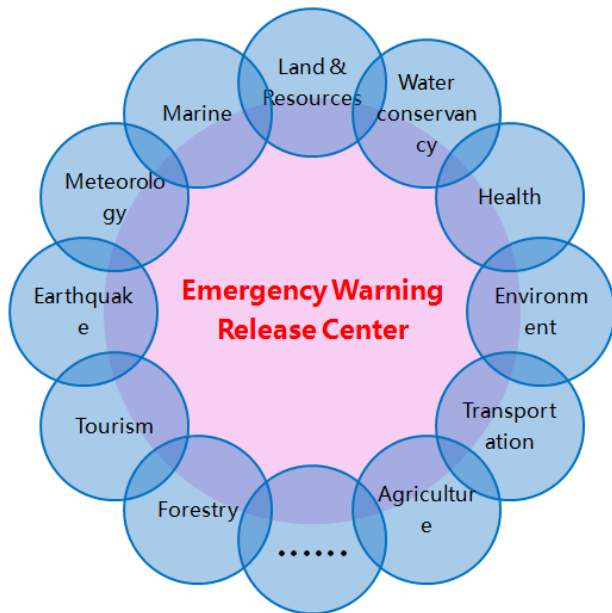 Land &
Resources
Water
conservan
cy
Health
Environm
ent
Transport
ation
Agricultur
e
......
Forestry
Tourism
Earthquak
e
Meteorolo
gy
Marine
Emergency Warning
Release Center